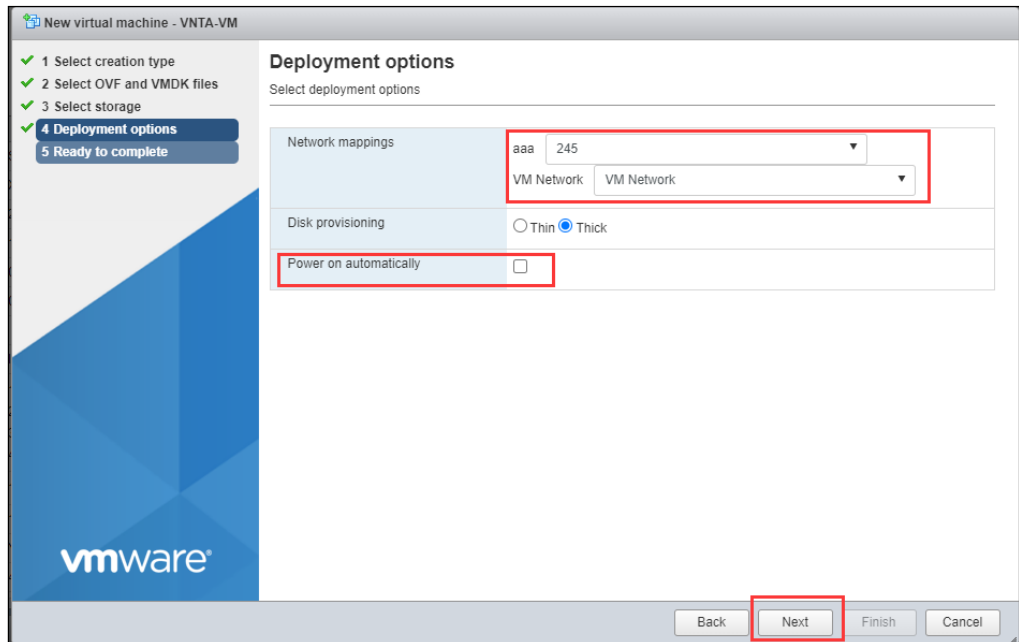 New virtual machine - VNTA-VM
1 Select creation type
2 Select OVF and VMDK files
3 Select storage
4 Deployment options
5 Ready to complete
Deployment options
Select deployment options
Network mappings
aaa 245
VM Network VM Network
Disk provisioning
Thin Thick
Power on automatically
vmware®
Back Next Finish Cancel